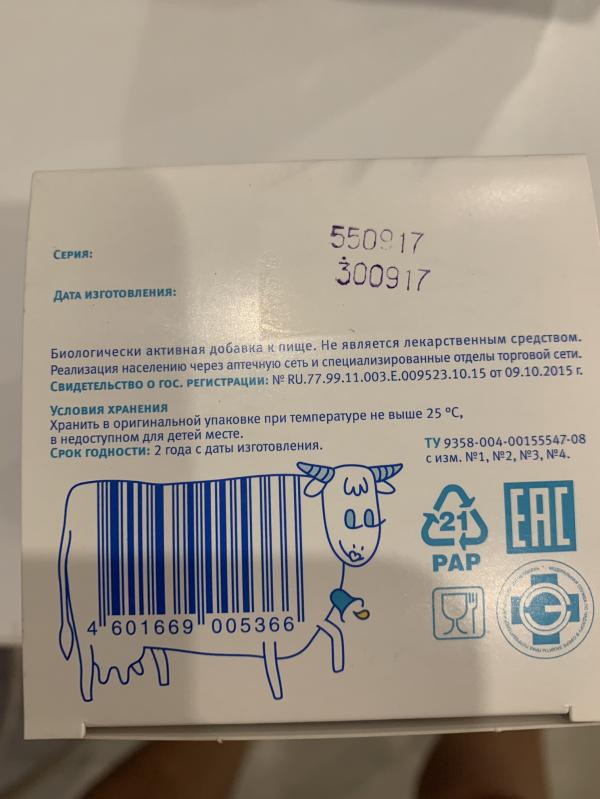 Серия:
550917
Дата изготовления:
300917
Биологически активная добавка к пище. Не является лекарственным средством.
Реализация населению через аптечную сеть и специализированные отделы торговой сети.
Свидетельство о гос. регистрации: № RU.77.99.11.003.Е.009523.10.15 от 09.10.2015 г.
Условия хранения
Хранить в оригинальной упаковке при температуре не выше 25 °С,
в недоступном для детей месте.
Срок годности: 2 года с даты изготовления.
ТУ 9358-004-00155547-08
с изм. №1, №2, №3, №4.
21
PAP
EAC
4 601669 005366